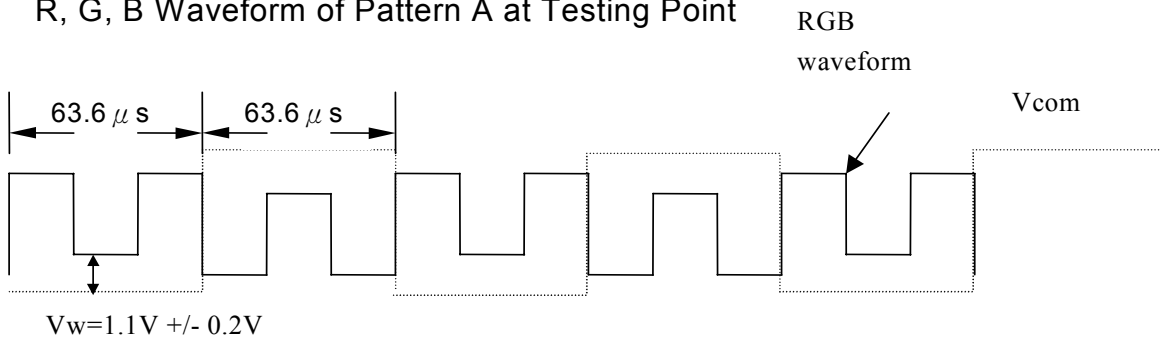 R, G, B Waveform of Pattern A at Testing Point
RGB
waveform
63.6 μ s
63.6 μ s
Vcom
Vw=1.1V +/- 0.2V